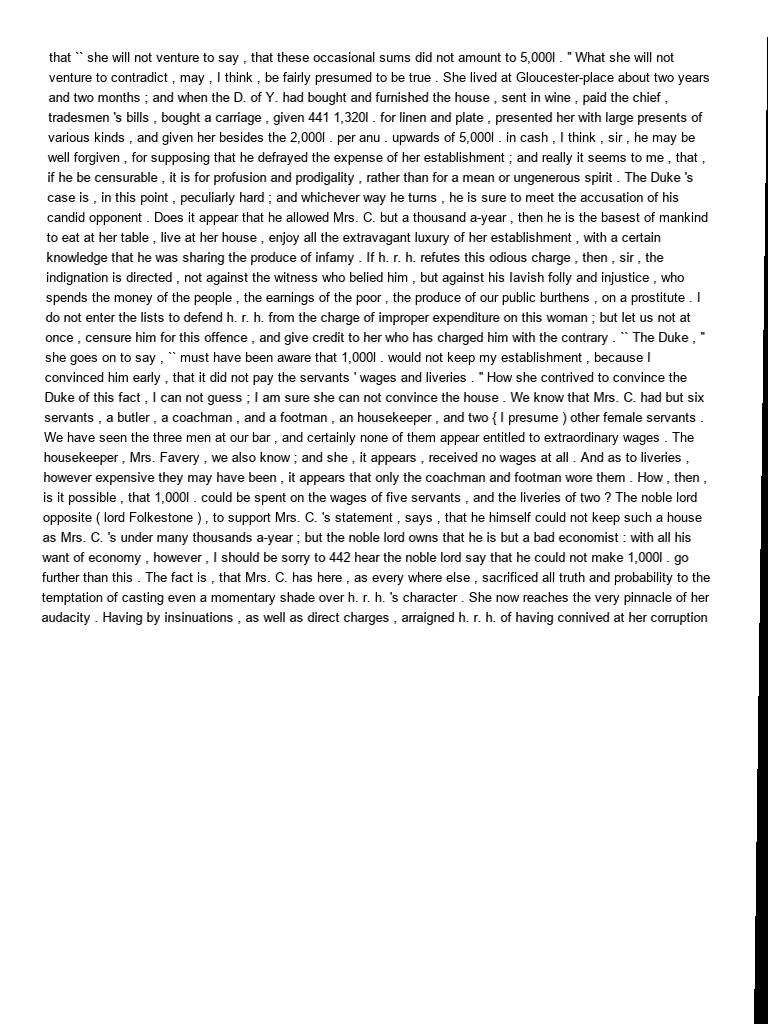 that `` she will not venture to say , that these occasional sums did not amount to 5,000l . " What she will not
venture to contradict , may , I think , be fairly presumed to be true . She lived at Gloucester-place about two years
and two months ; and when the D. of Y. had bought and furnished the house , sent in wine , paid the chief ,
tradesmen 's bills , bought a carriage , given 441 1,320l . for linen and plate , presented her with large presents of
various kinds , and given her besides the 2,000l . per anu . upwards of 5,000l . in cash , I think , sir , he may be
well forgiven , for supposing that he defrayed the expense of her establishment ; and really it seems to me , that ,
if he be censurable , it is for profusion and prodigality , rather than for a mean or ungenerous spirit . The Duke 's
case is , in this point , peculiarly hard ; and whichever way he turns , he is sure to meet the accusation of his
candid opponent . Does it appear that he allowed Mrs. C. but a thousand a-year , then he is the basest of mankind
to eat at her table , live at her house , enjoy all the extravagant luxury of her establishment , with a certain
knowledge that he was sharing the produce of infamy . If h. r. h. refutes this odious charge , then , sir , the
indignation is directed , not against the witness who belied him , but against his lavish folly and injustice , who
spends the money of the people , the earnings of the poor , the produce of our public burthens , on a prostitute . I
do not enter the lists to defend h. r. h. from the charge of improper expenditure on this woman ; but let us not at
once , censure him for this offence , and give credit to her who has charged him with the contrary . `` The Duke , "
she goes on to say , `` must have been aware that 1,000l . would not keep my establishment , because I
convinced him early , that it did not pay the servants ' wages and liveries . " How she contrived to convince the
Duke of this fact , I can not guess ; I am sure she can not convince the house . We know that Mrs. C. had but six
servants , a butler , a coachman , and a footman , an housekeeper , and two { I presume ) other female servants .
We have seen the three men at our bar , and certainly none of them appear entitled to extraordinary wages . The
housekeeper , Mrs. Favery , we also know ; and she , it appears , received no wages at all . And as to liveries ,
however expensive they may have been , it appears that only the coachman and footman wore them . How , then ,
is it possible , that 1,000l . could be spent on the wages of five servants , and the liveries of two ? The noble lord
opposite ( lord Folkestone ) , to support Mrs. C. 's statement , says , that he himself could not keep such a house
as Mrs. C. 's under many thousands a-year ; but the noble lord owns that he is but a bad economist : with all his
want of economy , however , I should be sorry to 442 hear the noble lord say that he could not make 1,000l . go
further than this . The fact is , that Mrs. C. has here , as every where else , sacrificed all truth and probability to the
temptation of casting even a momentary shade over h. r. h. 's character . She now reaches the very pinnacle of her
audacity . Having by insinuations , as well as direct charges , arraigned h. r. h. of having connived at her corruption